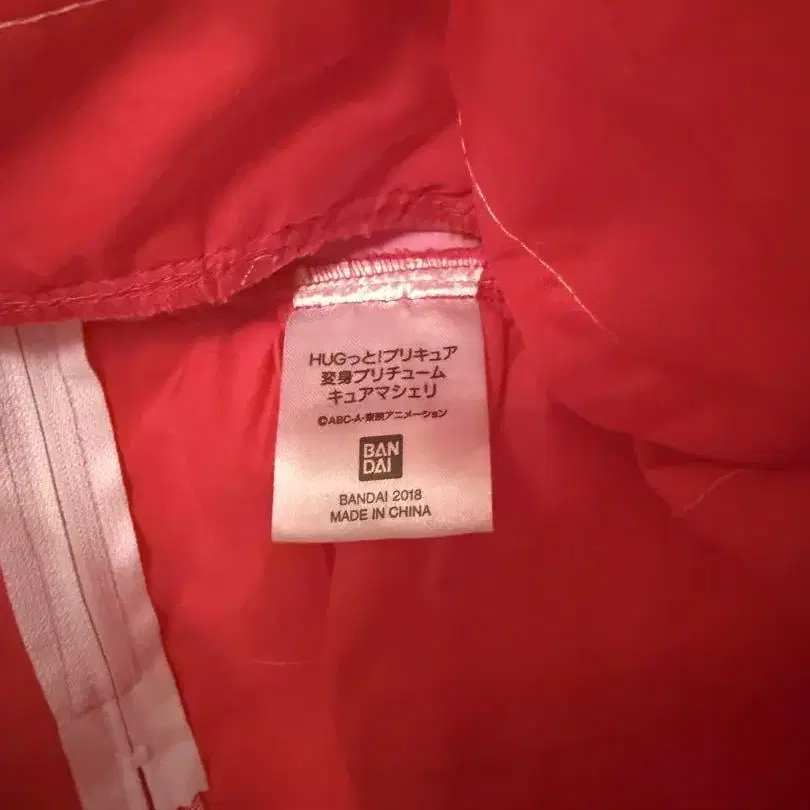 HUGっと!プリキュア
変身プリチューム
キュアマシェリ
©ABC-A・東映アニメーション
BAN
DAI
BANDAI 2018
MADE IN CHINA